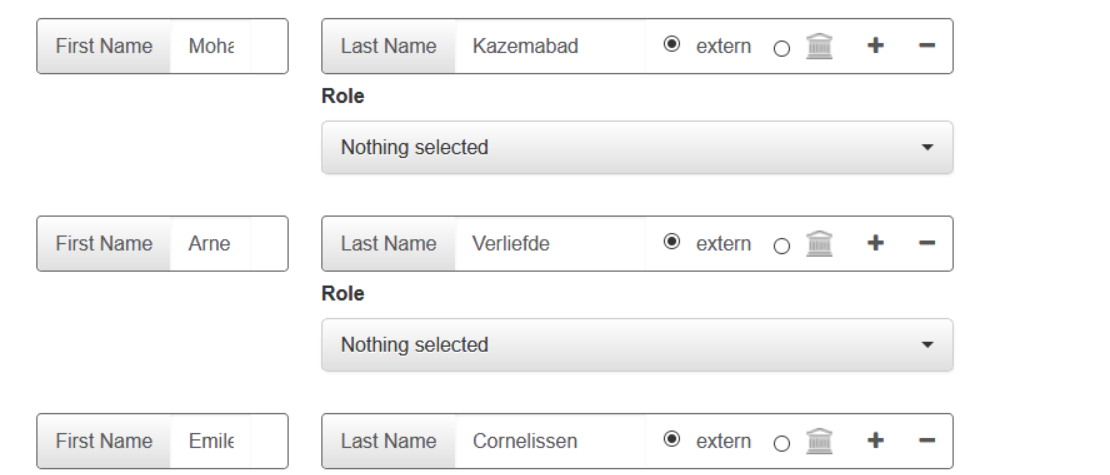 First Name Moha Last Name Kazemabad extern + −
Role
Nothing selected
First Name Arne Last Name Verliefde extern + −
Role
Nothing selected
First Name Emile Last Name Cornelissen extern + −